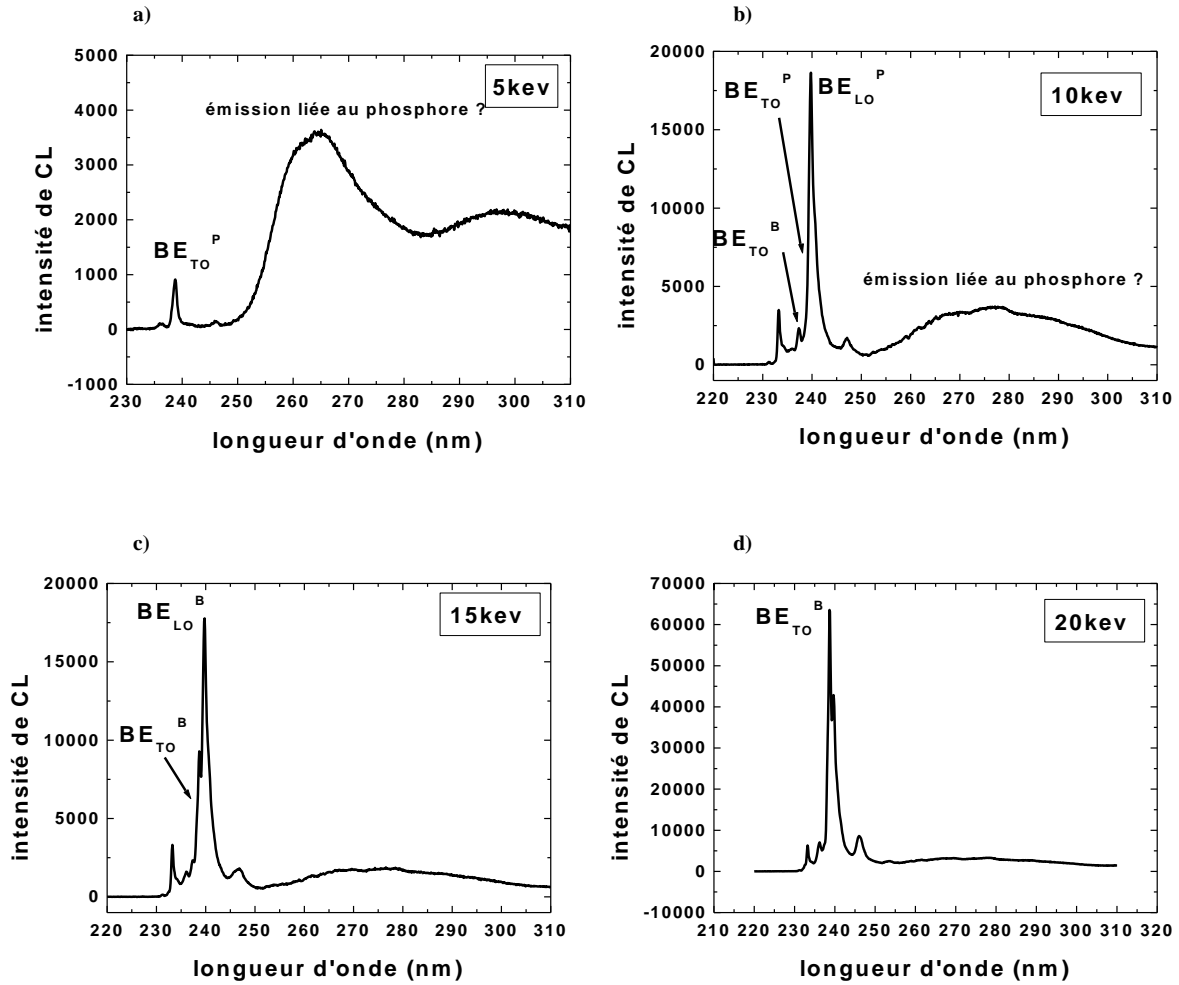 a)
5000
4000
3000
2000
1000
0
-1000
intensité de CL
5kev
émission liée au phosphore ?
BE_TO^P
230 240 250 260 270 280 290 300 310
longueur d'onde (nm)
b)
20000
17500
15000
12500
10000
7500
5000
2500
0
intensité de CL
10kev
BE_TO^P
BE_LO^P
BE_TO^B
émission liée au phosphore ?
220 230 240 250 260 270 280 290 300 310
longueur d'onde (nm)
c)
20000
15000
10000
5000
0
intensité de CL
15kev
BE_LO^B
BE_TO^B
220 230 240 250 260 270 280 290 300 310
longueur d'onde (nm)
d)
70000
60000
50000
40000
30000
20000
10000
0
-10000
intensité de CL
20kev
BE_TO^B
210 220 230 240 250 260 270 280 290 300 310 320
longueur d'onde (nm)